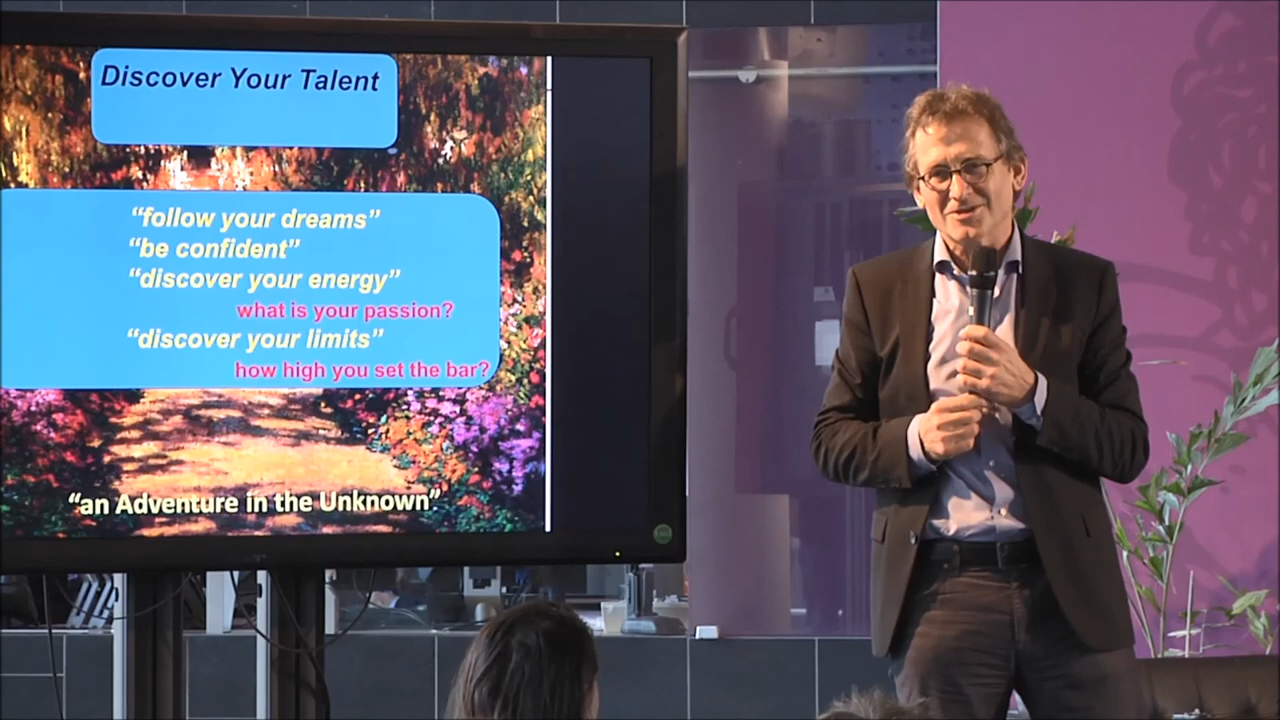 Discover Your Talent
“follow your dreams”
“be confident”
“discover your energy”
what is your passion?
“discover your limits”
how high you set the bar?
“an Adventure in the Unknown”